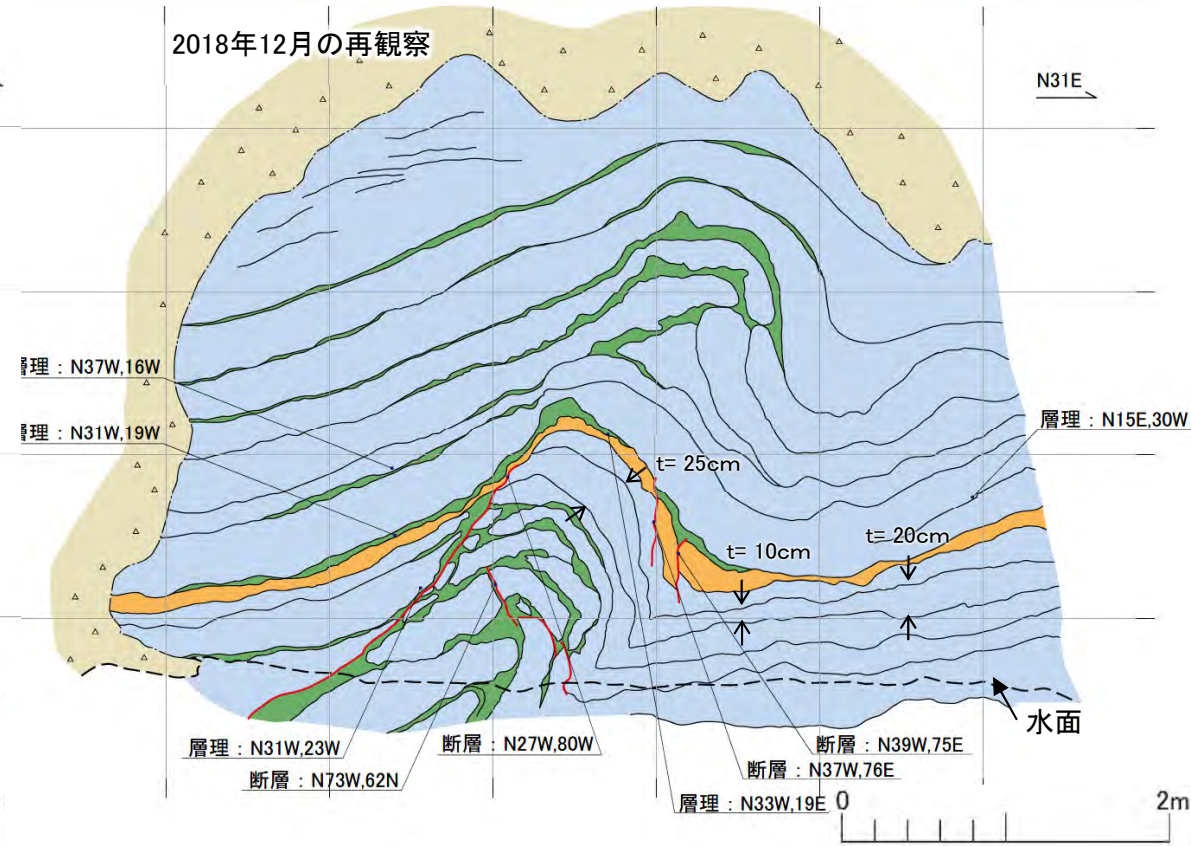 2018年12月の再観察
N31E
層理：N37W,16W
層理：N31W,19W
層理：N15E,30W
t= 25cm
t= 10cm
t= 20cm
水面
層理：N31W,23W
断層：N27W,80W
断層：N39W,75E
断層：N73W,62N
断層：N37W,76E
層理：N33W,19E
0
2m